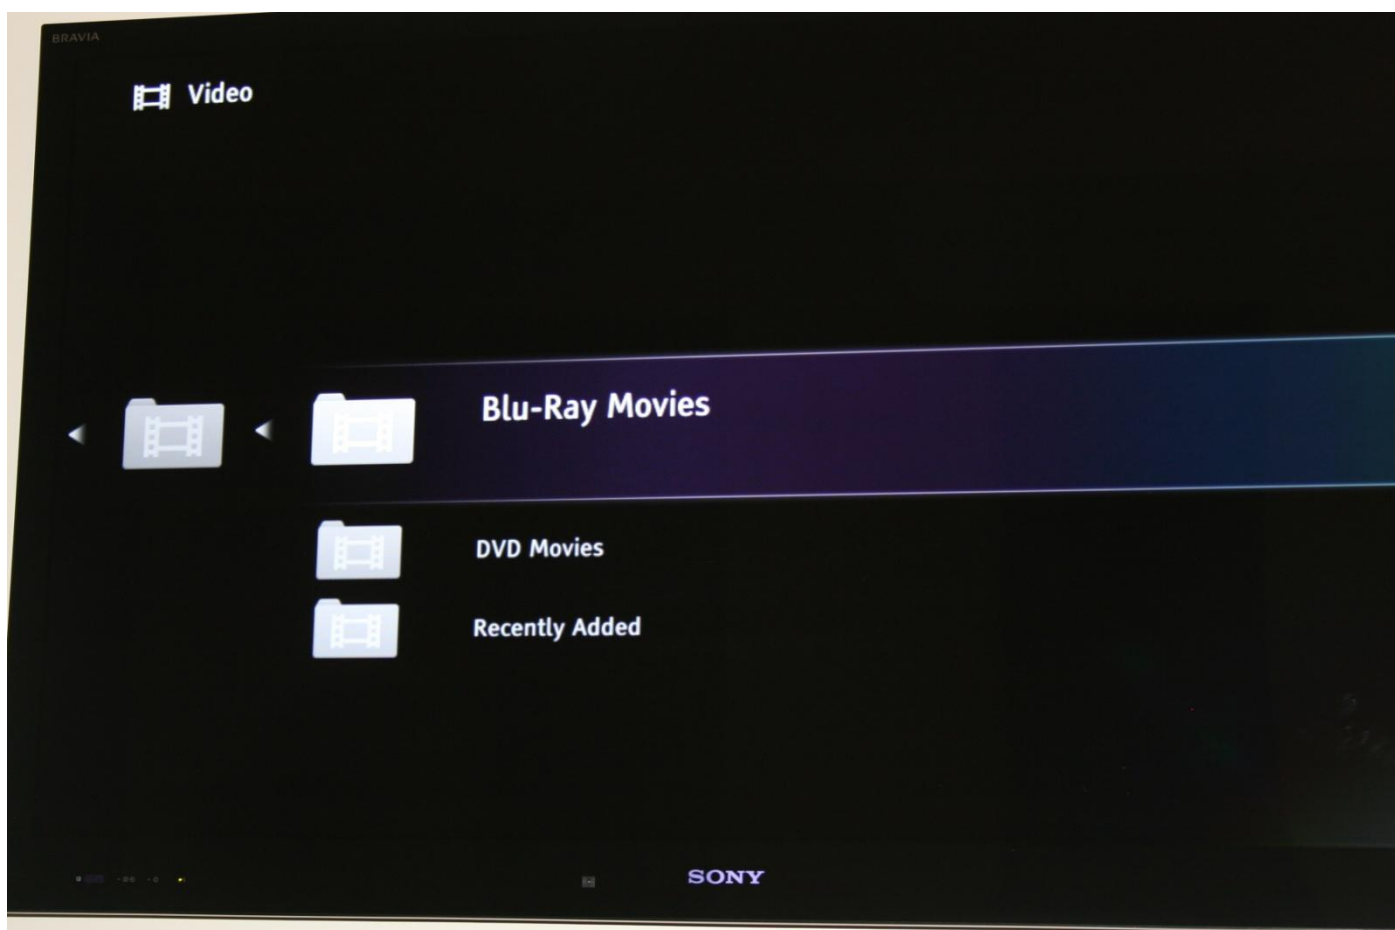 BRAVIA
Video
Blu-Ray Movies
DVD Movies
Recently Added
SONY